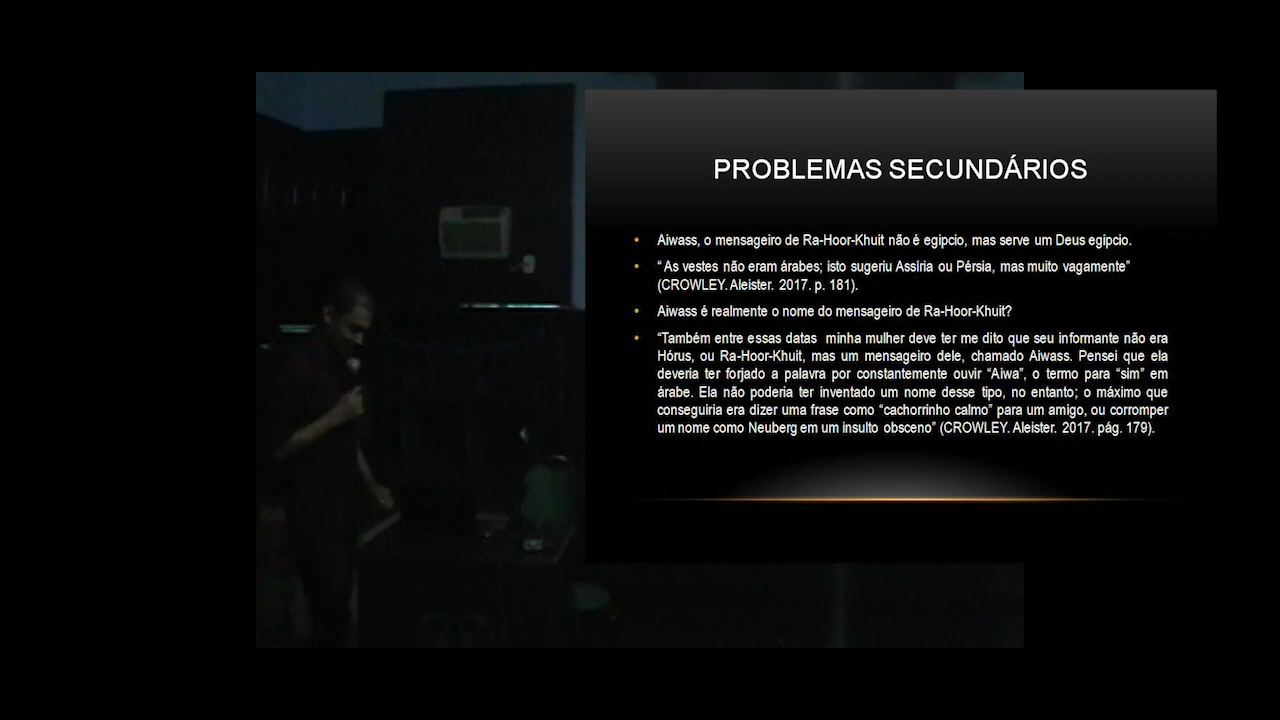 PROBLEMAS SECUNDÁRIOS
• Aiwass, o mensageiro de Ra-Hoor-Khuit não é egipcio, mas serve um Deus egipcio.
• “ As vestes não eram árabes; isto sugeriu Assíria ou Pérsia, mas muito vagamente”
(CROWLEY. Aleister. 2017. p. 181).
• Aiwass é realmente o nome do mensageiro de Ra-Hoor-Khuit?
• “Também entre essas datas minha mulher deve ter me dito que seu informante não era
Hórus, ou Ra-Hoor-Khuit, mas um mensageiro dele, chamado Aiwass. Pensei que ela
deveria ter forjado a palavra por constantemente ouvir “Aiwa”, o termo para “sim” em
árabe. Ela não poderia ter inventado um nome desse tipo, no entanto; o máximo que
conseguiria era dizer uma frase como “cachorrinho calmo” para um amigo, ou corromper
um nome como Neuberg em um insulto obsceno” (CROWLEY. Aleister. 2017. pág. 179).